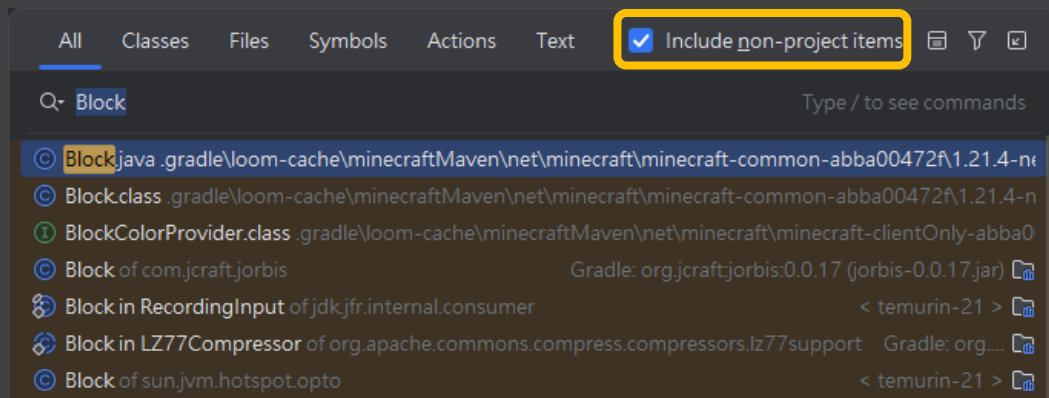 All Classes Files Symbols Actions Text Include non-project items
Block Type / to see commands
Block.java .gradle\loom-cache\minecraftMaven\net\minecraft\minecraft-common-abba00472f\1.21.4-ne
Block.class .gradle\loom-cache\minecraftMaven\net\minecraft\minecraft-common-abba00472f\1.21.4-n
BlockColorProvider.class .gradle\loom-cache\minecraftMaven\net\minecraft\minecraft-clientOnly-abba0
Block of com.jcraft.jorbis Gradle: org.jcraft:jorbis:0.0.17 (jorbis-0.0.17.jar)
Block in RecordingInput of jdk.jfr.internal.consumer < temurin-21 >
Block in LZ77Compressor of org.apache.commons.compress.compressors.lz77support Gradle: org....
Block of sun.jvm.hotspot.opto < temurin-21 >